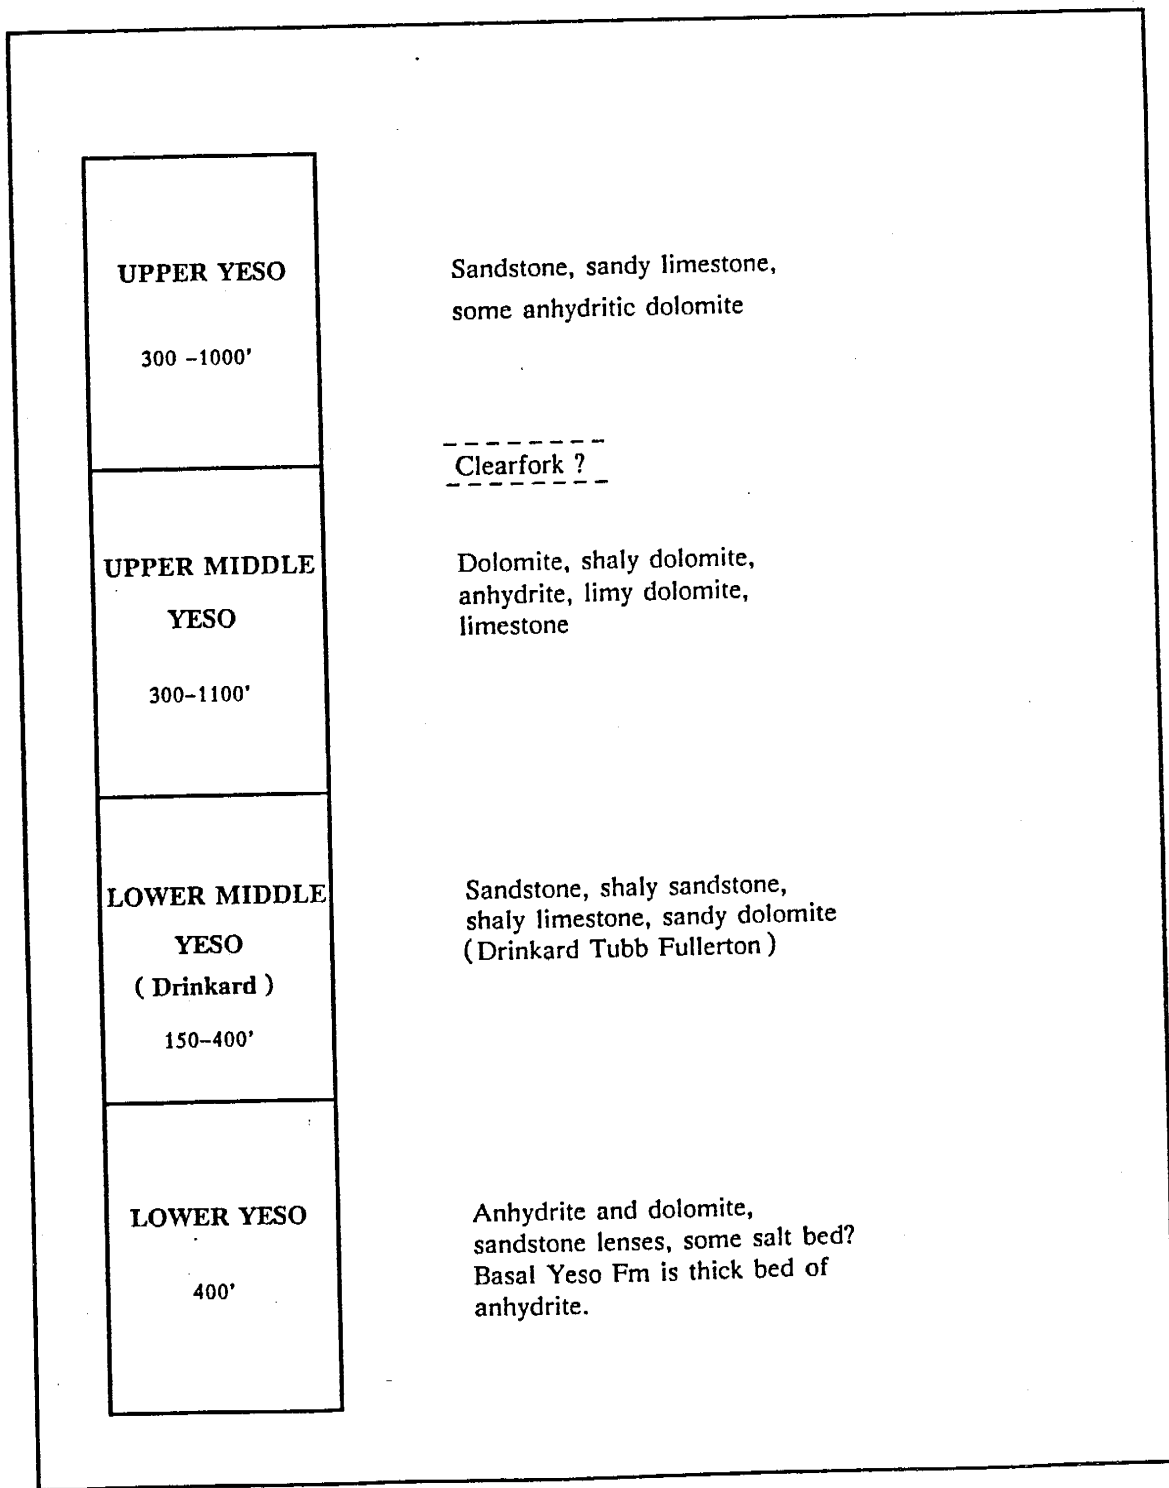 UPPER YESO
300 -1000'
Sandstone, sandy limestone,
some anhydritic dolomite
Clearfork ?
UPPER MIDDLE
YESO
300-1100'
Dolomite, shaly dolomite,
anhydrite, limy dolomite,
limestone
LOWER MIDDLE
YESO
( Drinkard )
150-400'
Sandstone, shaly sandstone,
shaly limestone, sandy dolomite
(Drinkard Tubb Fullerton )
LOWER YESO
400'
Anhydrite and dolomite,
sandstone lenses, some salt bed?
Basal Yeso Fm is thick bed of
anhydrite.